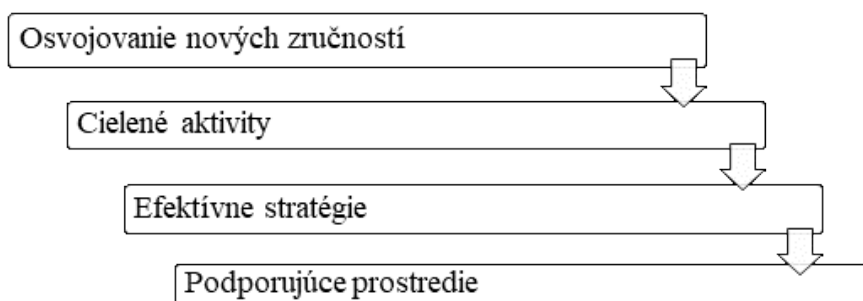 Osvojovanie nových zručností
Cielené aktivity
Efektívne stratégie
Podporujúce prostredie